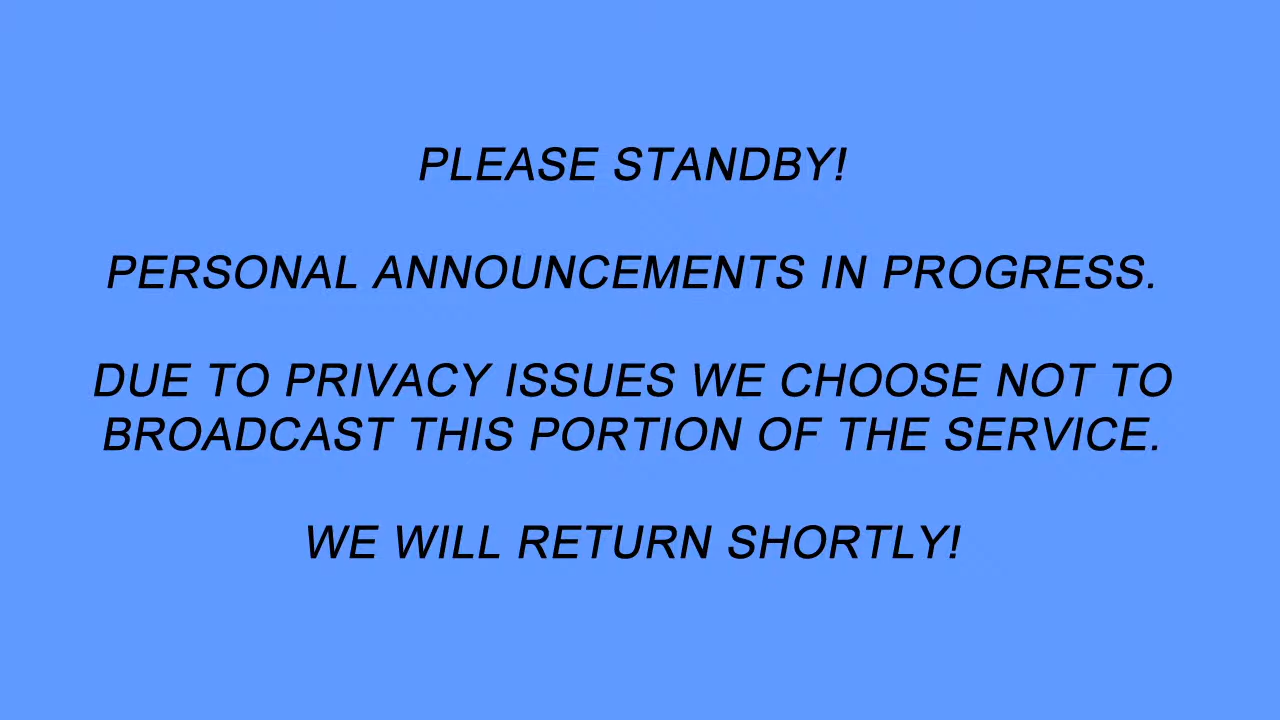 PLEASE STANDBY!
PERSONAL ANNOUNCEMENTS IN PROGRESS.
DUE TO PRIVACY ISSUES WE CHOOSE NOT TO
BROADCAST THIS PORTION OF THE SERVICE.
WE WILL RETURN SHORTLY!